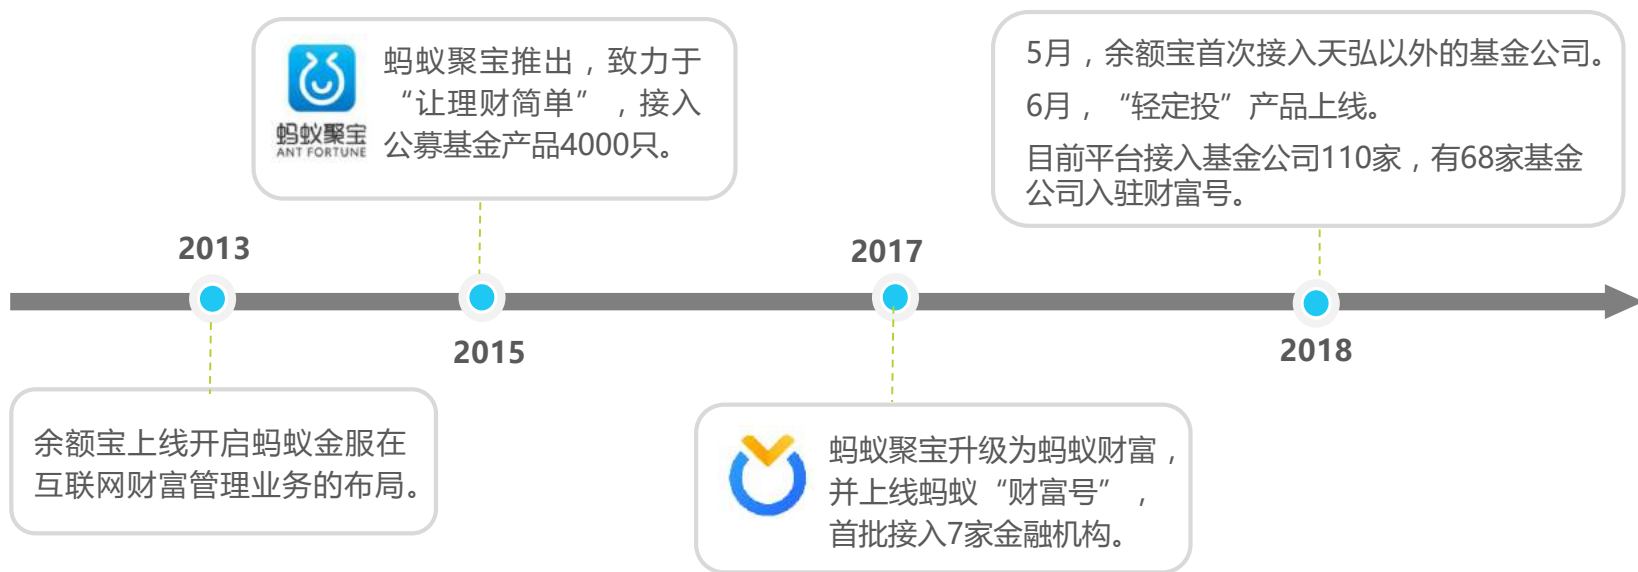 蚂蚁聚宝
ANT FORTUNE
蚂蚁聚宝推出，致力于
“让理财简单”，接入
公募基金产品4000只。
5月，余额宝首次接入天弘以外的基金公司。
6月，“轻定投”产品上线。
目前平台接入基金公司110家，有68家基金
公司入驻财富号。
2013
2015
2017
2018
余额宝上线开启蚂蚁金服在
互联网财富管理业务的布局。
蚂蚁聚宝升级为蚂蚁财富，
并上线蚂蚁“财富号”，
首批接入7家金融机构。